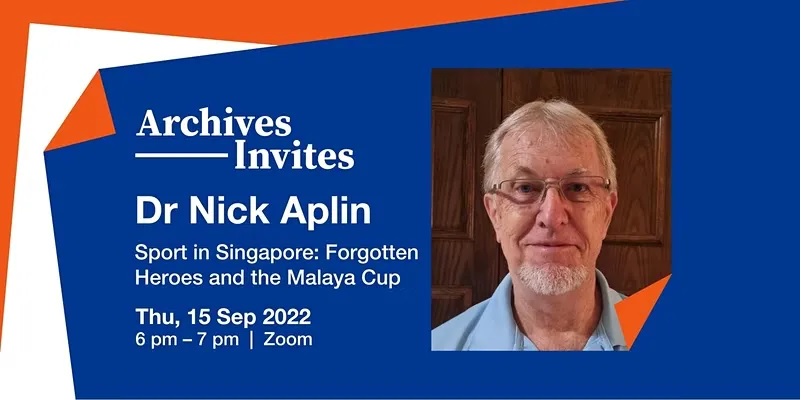 Archives
Invites
Dr Nick Aplin
Sport in Singapore: Forgotten
Heroes and the Malaya Cup
Thu, 15 Sep 2022
6 pm – 7 pm | Zoom